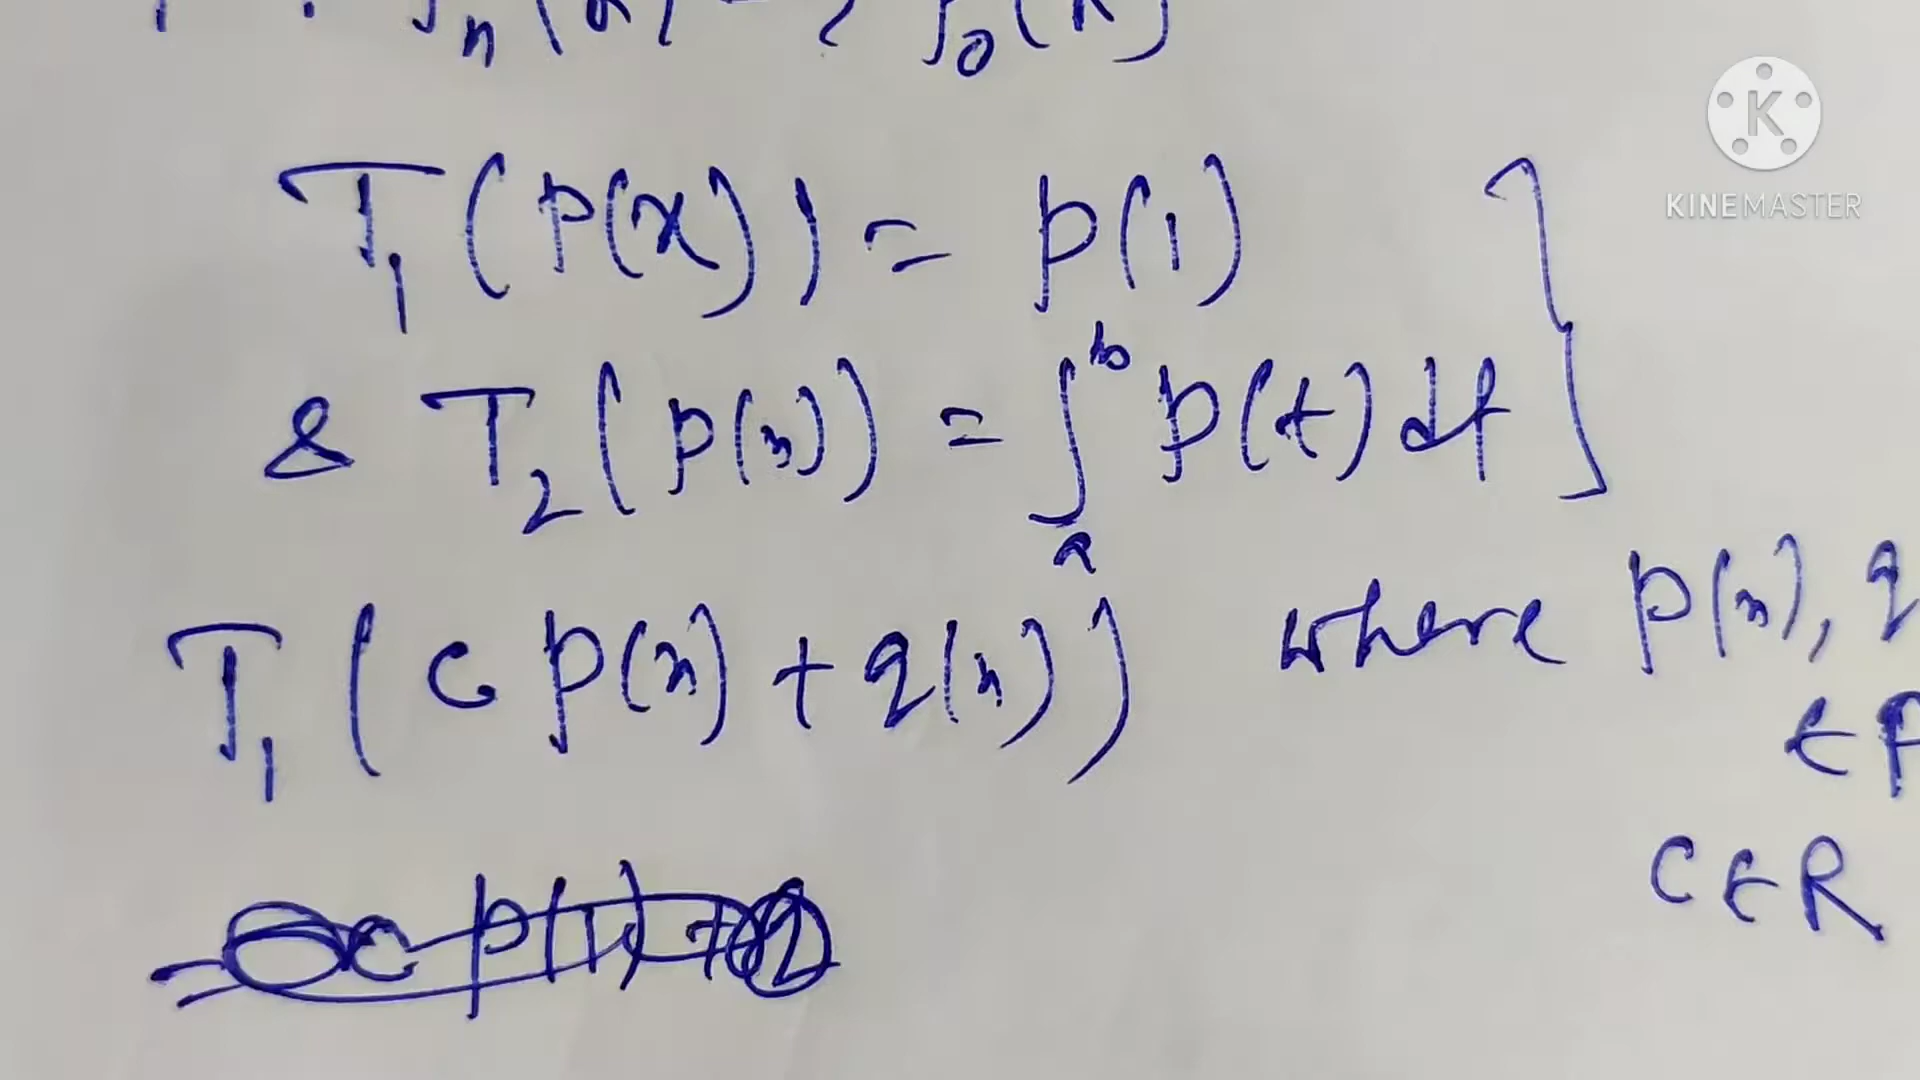 K
KINEMASTER
T₁(p(x)) = p(1)
& T₂(p(x)) = ∫ₐᵇ p(t)dt
T₁(c p(x) + q(x)) where p(x), q
∈ P
C ∈ R